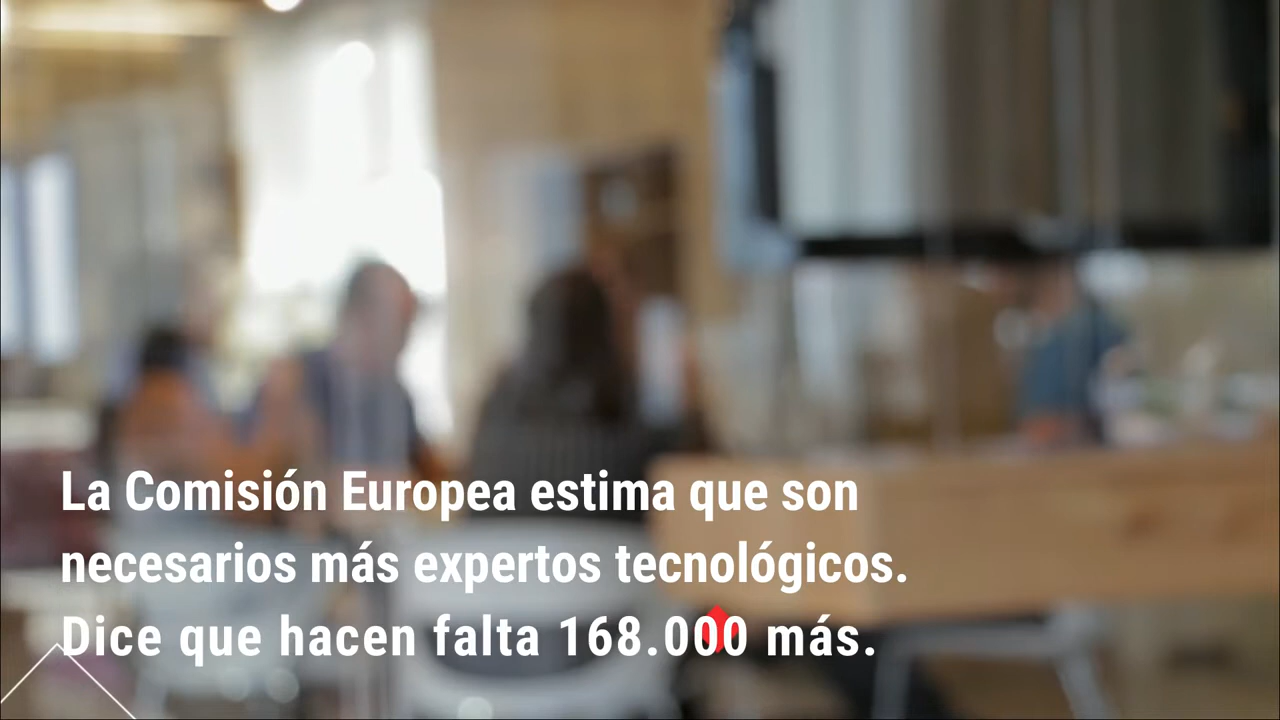 La Comisión Europea estima que son
necesarios más expertos tecnológicos.
Dice que hacen falta 168.000 más.